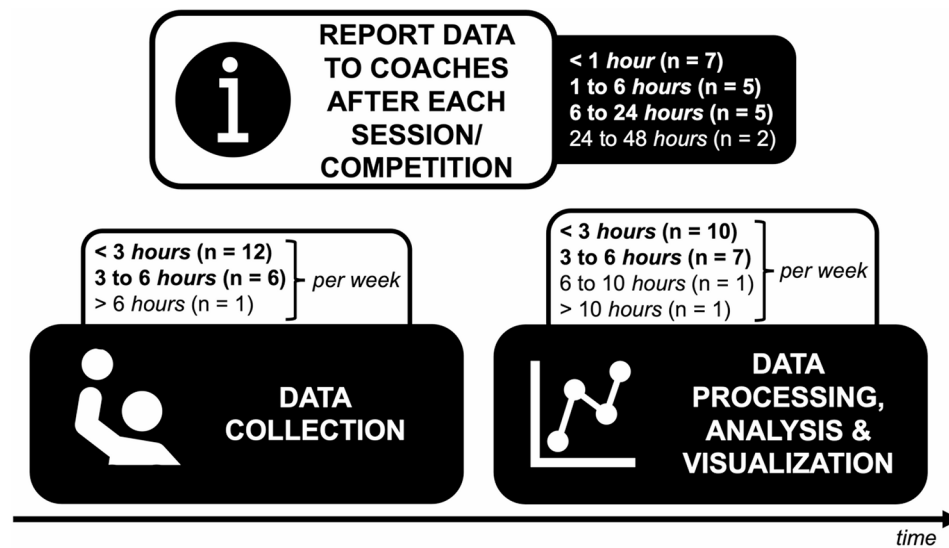 REPORT DATA
TO COACHES
AFTER EACH
SESSION/
COMPETITION
< 1 hour (n = 7)
1 to 6 hours (n = 5)
6 to 24 hours (n = 5)
24 to 48 hours (n = 2)
< 3 hours (n = 12)
3 to 6 hours (n = 6)
> 6 hours (n = 1)
per week
DATA
COLLECTION
< 3 hours (n = 10)
3 to 6 hours (n = 7)
6 to 10 hours (n = 1)
> 10 hours (n = 1)
per week
DATA
PROCESSING,
ANALYSIS &
VISUALIZATION
time